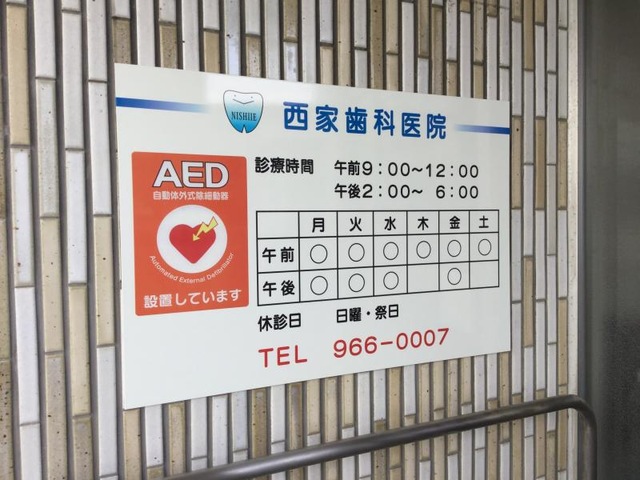 NISHIIE
西家歯科医院
AED
自動体外式除細動器
Automated External Defibrillator
設置しています
診療時間 午前9:00~12:00
午後2:00~ 6:00
月 火 水 木 金 土
午前 ○ ○ ○ ○ ○ ○
午後 ○ ○ ○ ○
休診日 日曜・祭日
TEL 966-0007